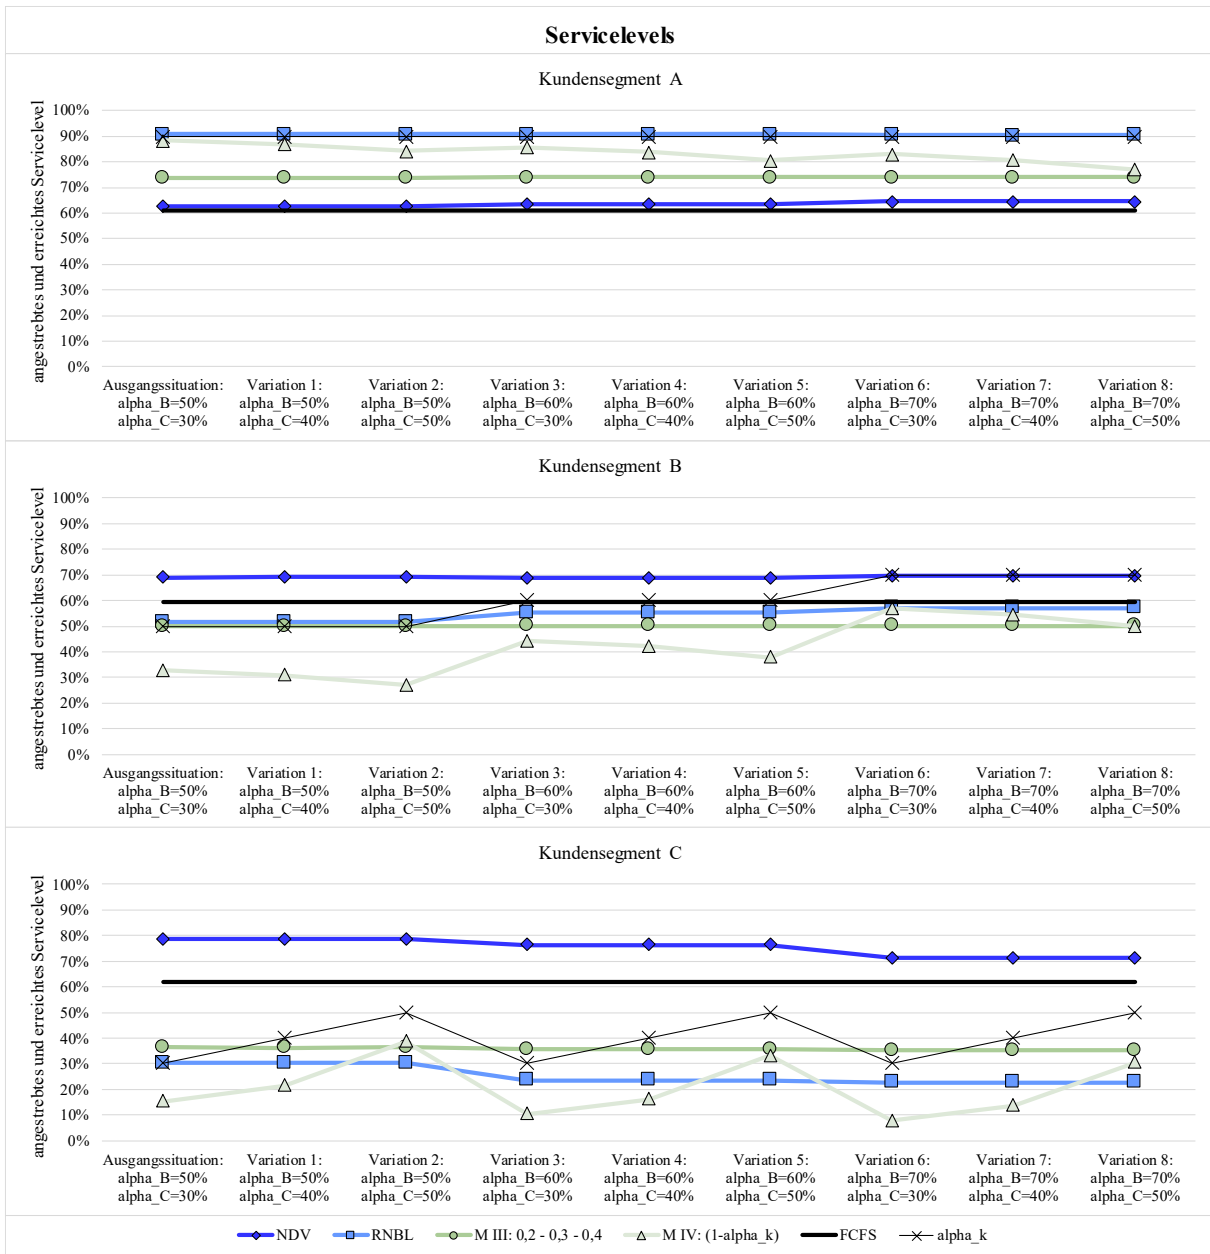 Servicelevels
Kundensegment A
angestrebtes und erreichtes Servicelevel
100%
90%
80%
70%
60%
50%
40%
30%
20%
10%
0%
Ausgangssituation: Variation 1: Variation 2: Variation 3: Variation 4: Variation 5: Variation 6: Variation 7: Variation 8:
alpha_B=50% alpha_B=50% alpha_B=50% alpha_B=60% alpha_B=60% alpha_B=60% alpha_B=70% alpha_B=70% alpha_B=70%
alpha_C=30% alpha_C=40% alpha_C=50% alpha_C=30% alpha_C=40% alpha_C=50% alpha_C=30% alpha_C=40% alpha_C=50%
Kundensegment B
angestrebtes und erreichtes Servicelevel
100%
90%
80%
70%
60%
50%
40%
30%
20%
10%
0%
Ausgangssituation: Variation 1: Variation 2: Variation 3: Variation 4: Variation 5: Variation 6: Variation 7: Variation 8:
alpha_B=50% alpha_B=50% alpha_B=50% alpha_B=60% alpha_B=60% alpha_B=60% alpha_B=70% alpha_B=70% alpha_B=70%
alpha_C=30% alpha_C=40% alpha_C=50% alpha_C=30% alpha_C=40% alpha_C=50% alpha_C=30% alpha_C=40% alpha_C=50%
Kundensegment C
angestrebtes und erreichtes Servicelevel
100%
90%
80%
70%
60%
50%
40%
30%
20%
10%
0%
Ausgangssituation: Variation 1: Variation 2: Variation 3: Variation 4: Variation 5: Variation 6: Variation 7: Variation 8:
alpha_B=50% alpha_B=50% alpha_B=50% alpha_B=60% alpha_B=60% alpha_B=60% alpha_B=70% alpha_B=70% alpha_B=70%
alpha_C=30% alpha_C=40% alpha_C=50% alpha_C=30% alpha_C=40% alpha_C=50% alpha_C=30% alpha_C=40% alpha_C=50%
NDV RNBL M III: 0,2 - 0,3 - 0,4 M IV: (1-alpha_k) FCFS alpha_k